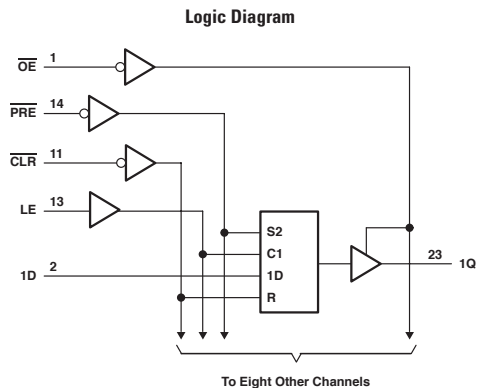 Logic Diagram
OE 1
PRE 14
CLR 11
LE 13
S2
C1
1D 2
1D
R
23 1Q
To Eight Other Channels